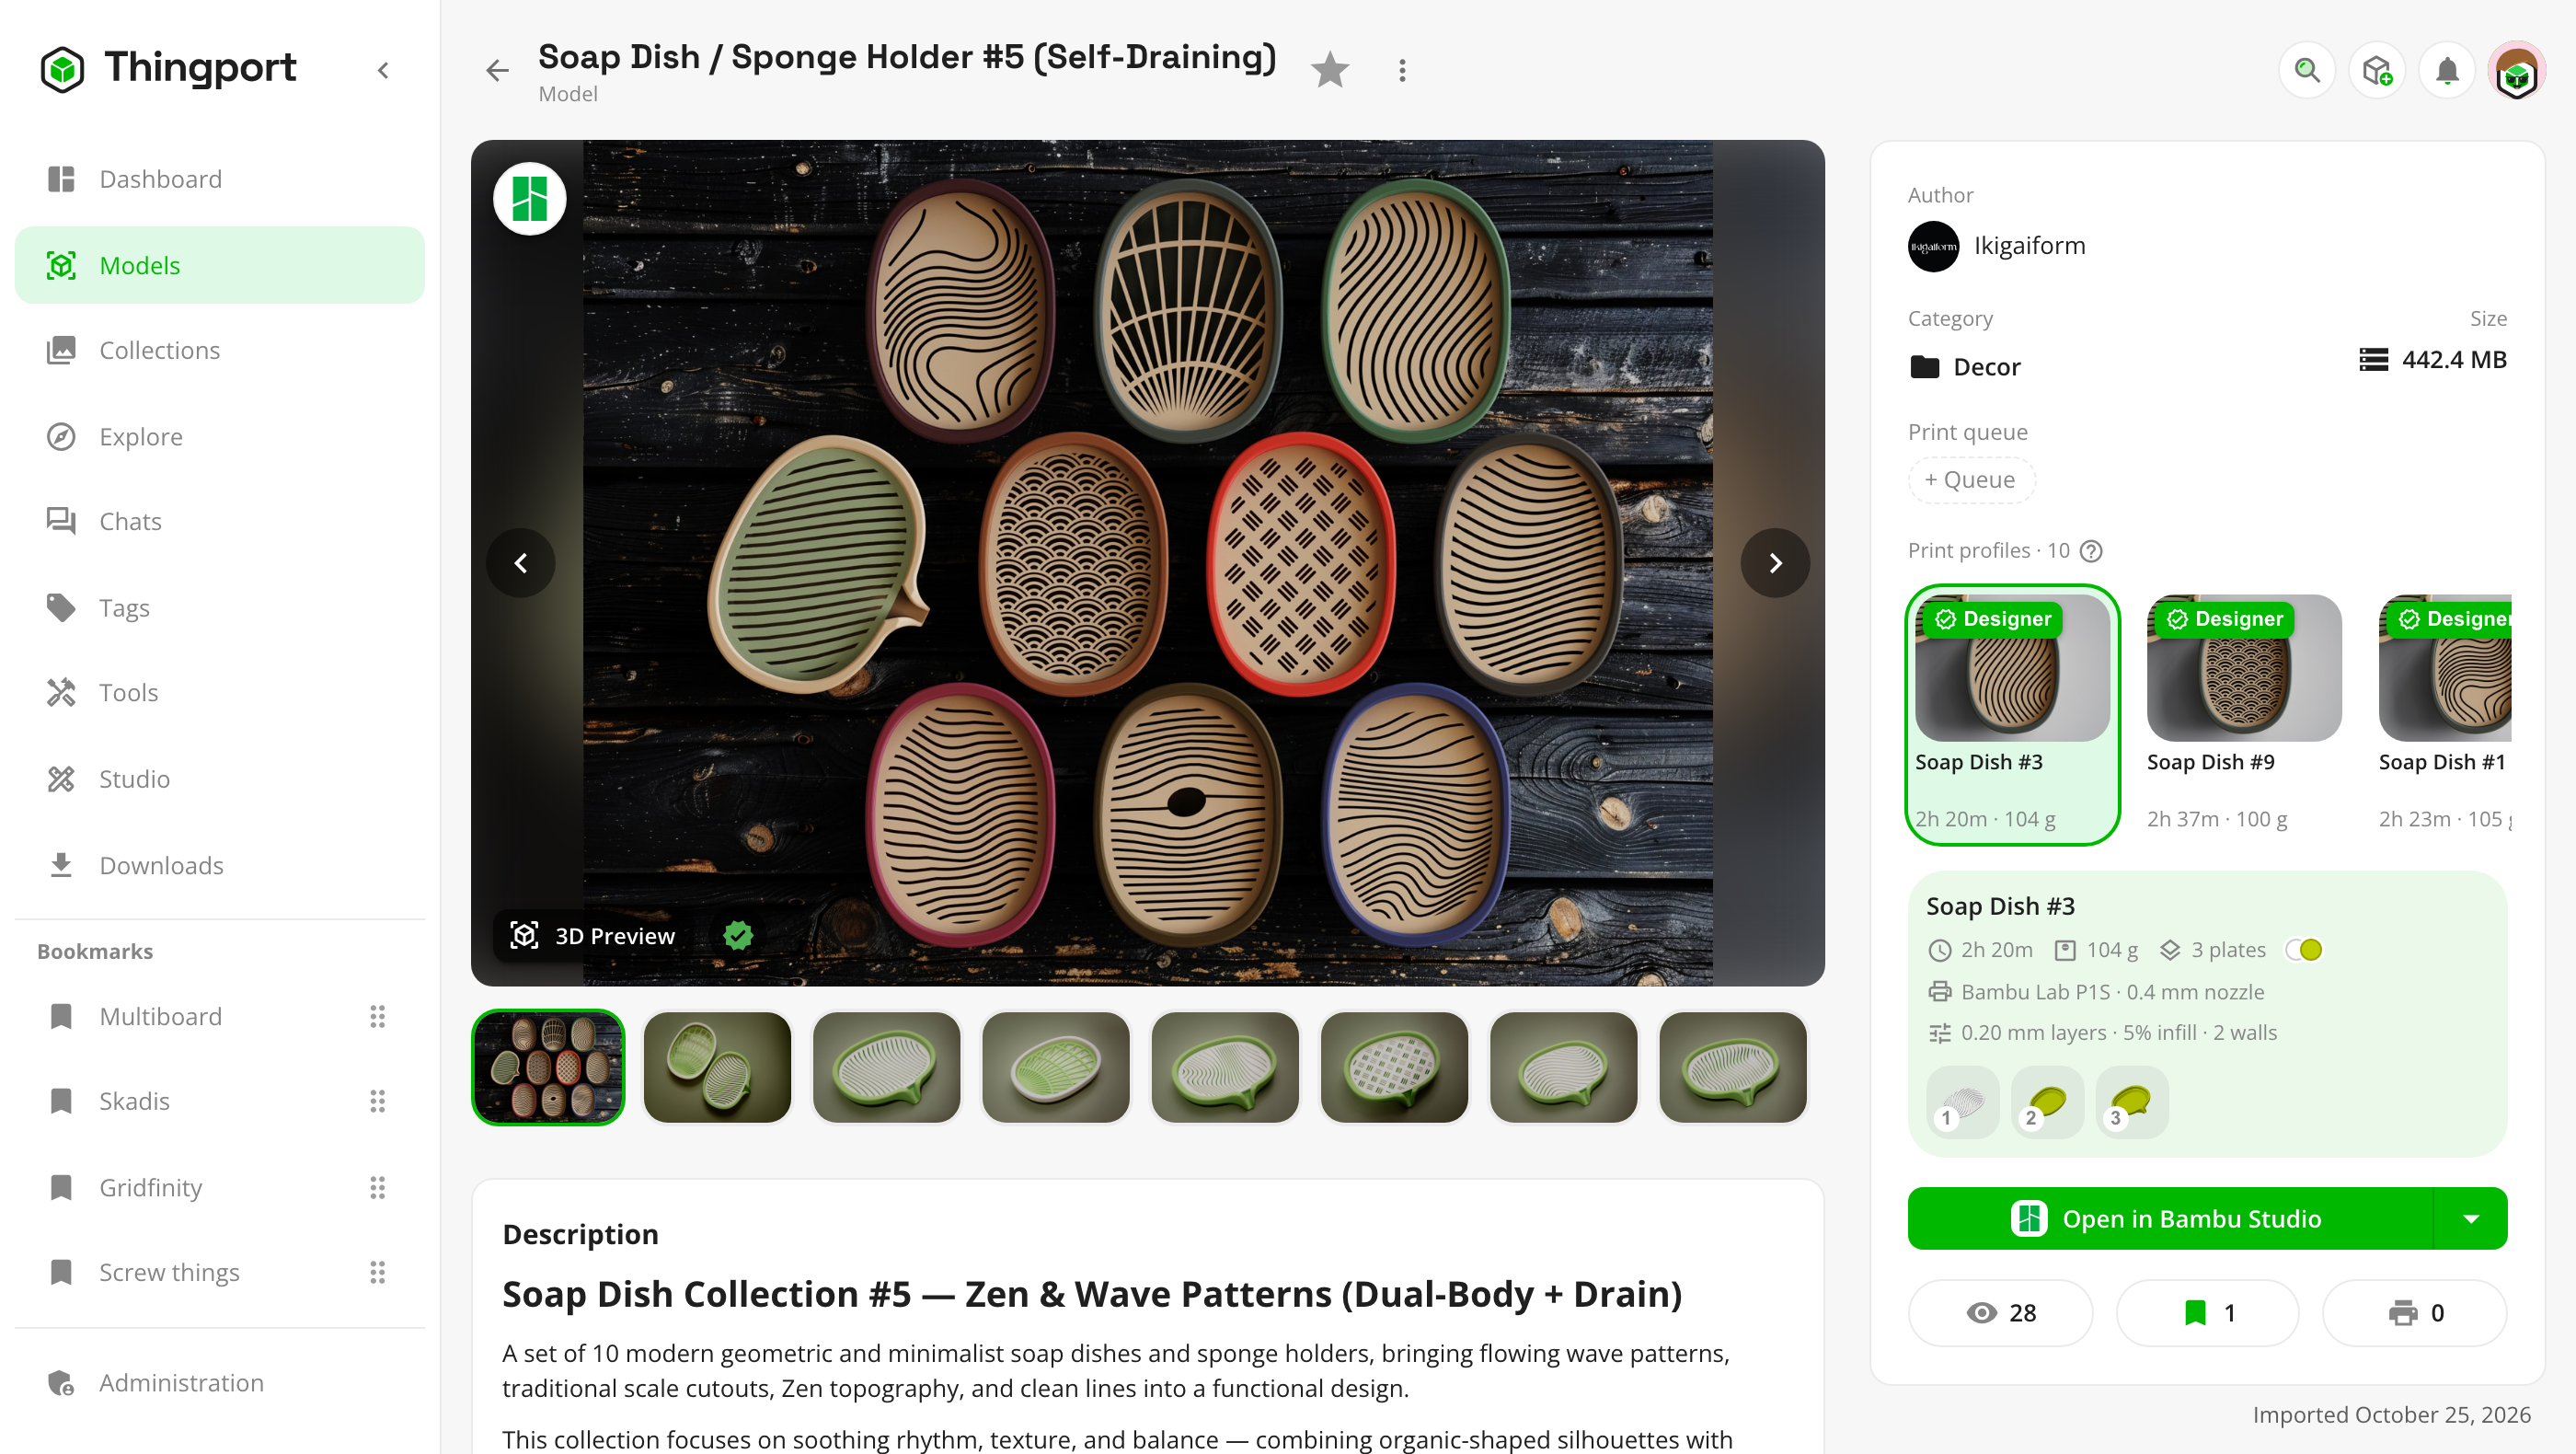 Thingport
Dashboard
Models
Collections
Explore
Chats
Tags
Tools
Studio
Downloads
Bookmarks
Multiboard
Skadis
Gridfinity
Screw things
Administration
Soap Dish / Sponge Holder #5 (Self-Draining)
Model
3D Preview
Description
Soap Dish Collection #5 — Zen & Wave Patterns (Dual-Body + Drain)
A set of 10 modern geometric and minimalist soap dishes and sponge holders, bringing flowing wave patterns,
traditional scale cutouts, Zen topography, and clean lines into a functional design.
This collection focuses on soothing rhythm, texture, and balance — combining organic-shaped silhouettes with
Author
Ikigaiform
Ikigaiform
Category
Size
Decor
442.4 MB
Print queue
+ Queue
Print profiles · 10
Designer
Designer
Designer
Soap Dish #3
Soap Dish #9
Soap Dish #1
2h 20m · 104 g
2h 37m · 100 g
2h 23m · 105 g
Soap Dish #3
2h 20m 104 g 3 plates
Bambu Lab P1S · 0.4 mm nozzle
0.20 mm layers · 5% infill · 2 walls
1 2 3
Open in Bambu Studio
28 1 0
Imported October 25, 2026